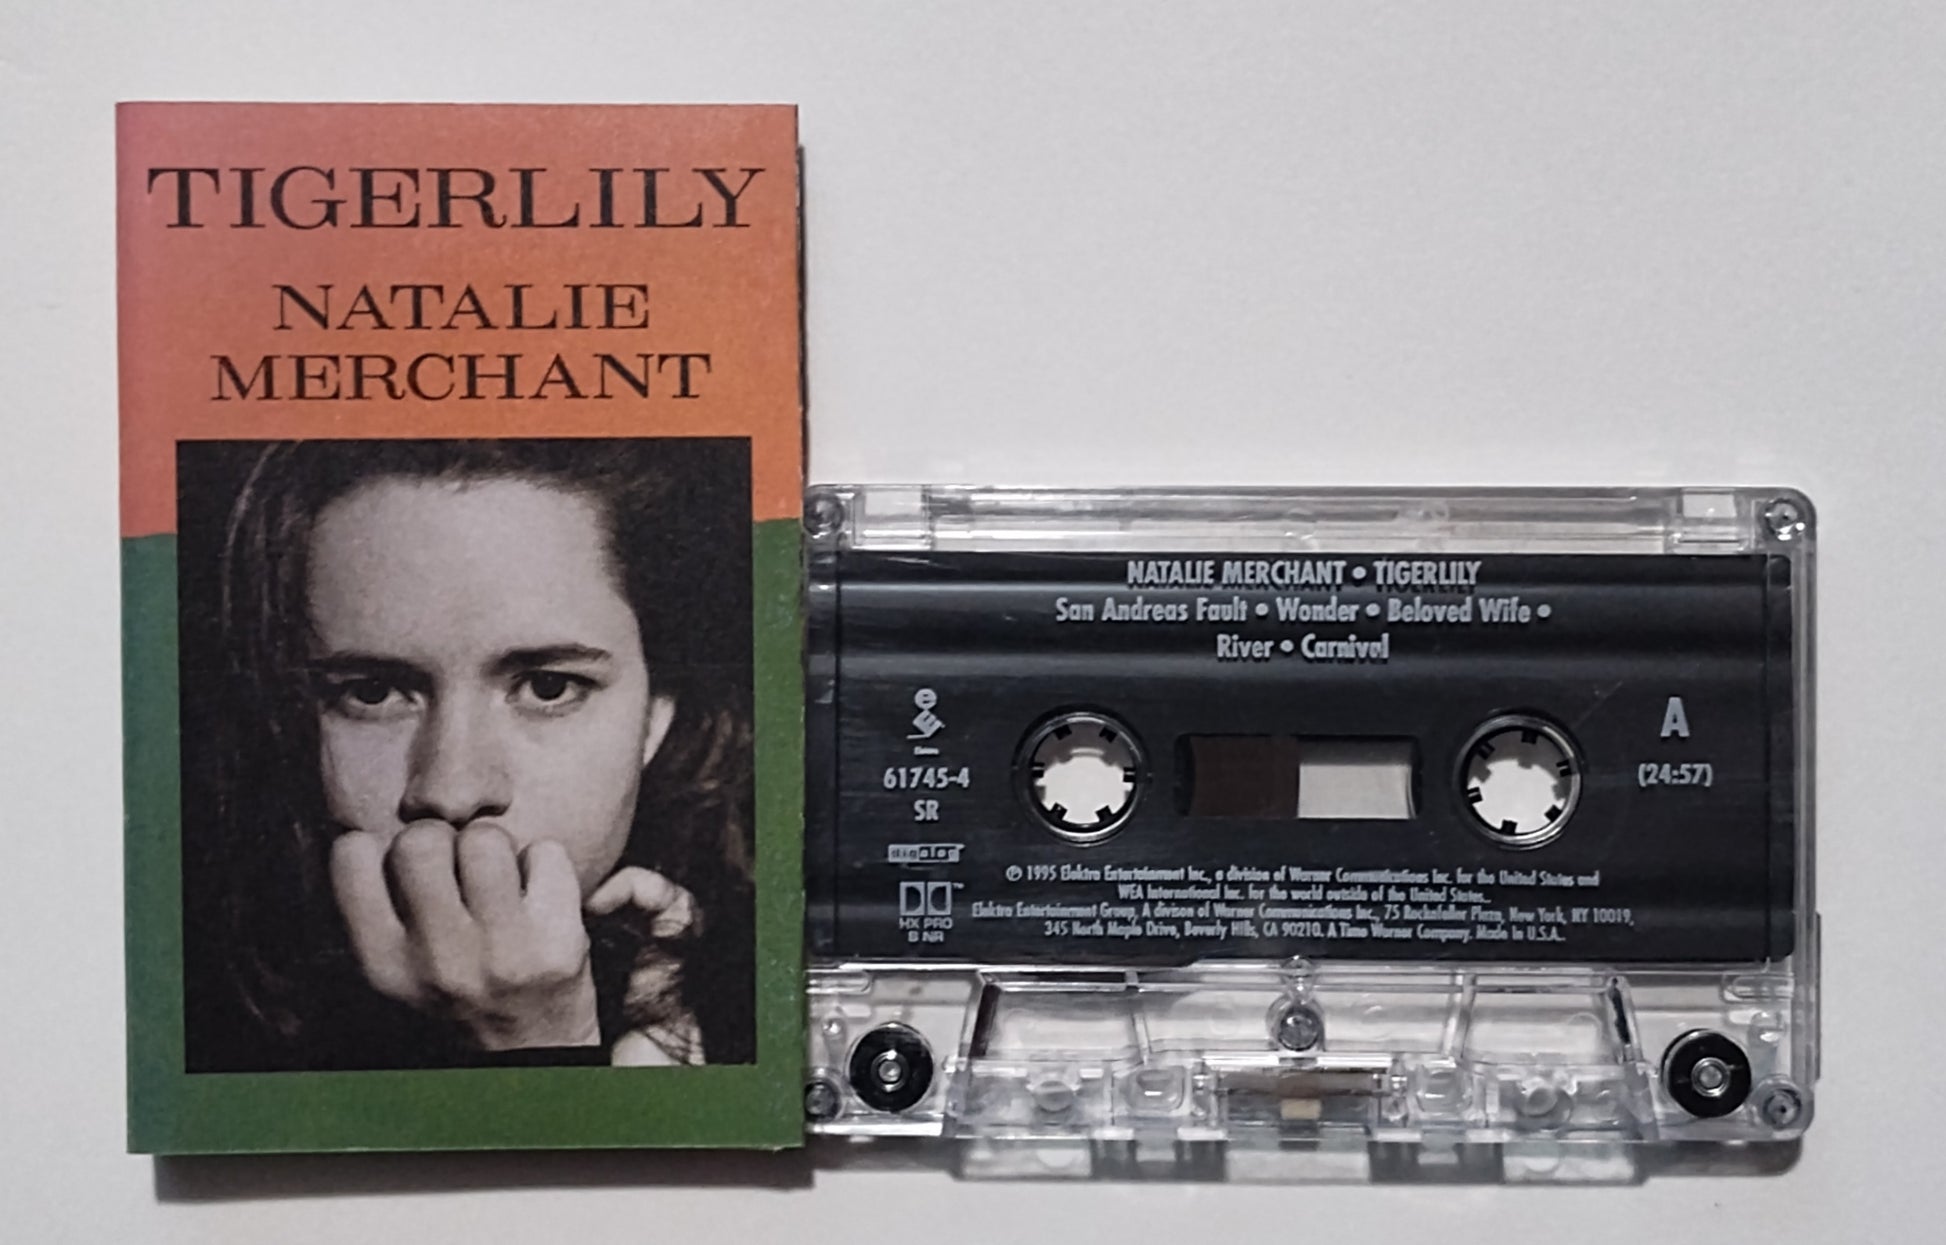 TIGERLILY
NATALIE
MERCHANT
NATALIE MERCHANT • TIGERLILY
San Andreas Fault • Wonder • Beloved Wife •
River • Carnival
Elektra
61745-4
SR
digalog
HX PRO
B NR
A
(24:57)
℗ 1995 Elektra Entertainment Inc., a division of Warner Communications Inc. for the United States and
WEA International Inc. for the world outside of the United States.
Elektra Entertainment Group, A divison of Warner Communications Inc., 75 Rockefeller Plaza, New York, NY 10019,
345 North Maple Drive, Beverly Hills, CA 90210. A Time Warner Company. Made in U.S.A.